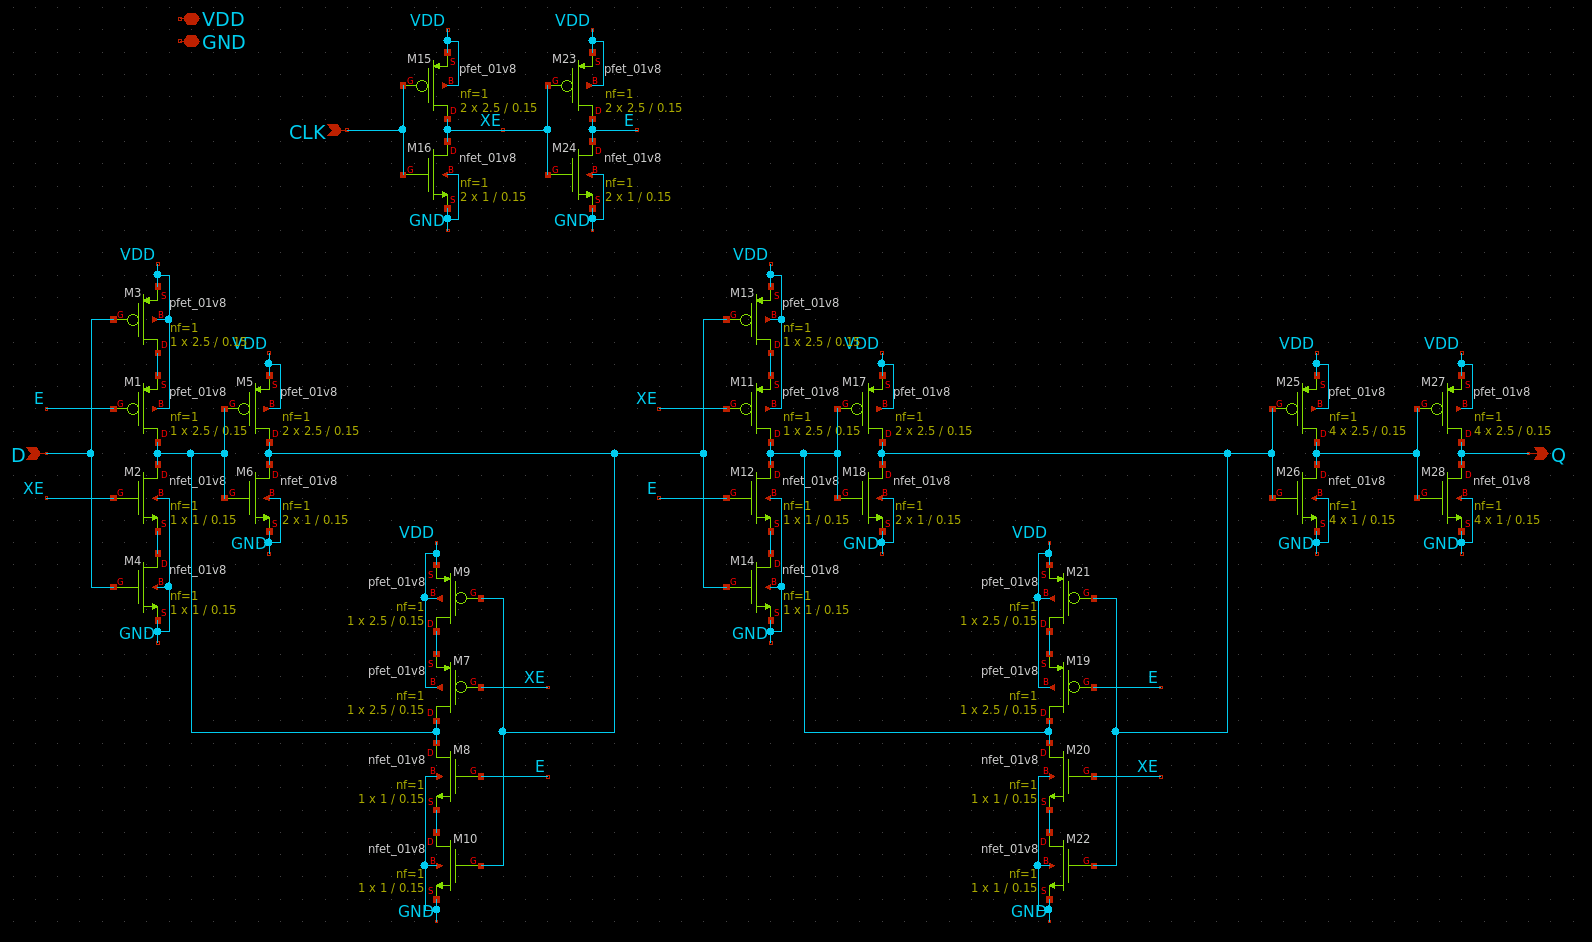 VDD
GND
VDD
M15
S
pfet_01v8
G
B
nf=1
2 x 2.5 / 0.15
D
VDD
M23
S
pfet_01v8
G
B
nf=1
2 x 2.5 / 0.15
D
CLK
XE
E
M16
D
nfet_01v8
G
B
nf=1
2 x 1 / 0.15
S
GND
M24
D
nfet_01v8
G
B
nf=1
2 x 1 / 0.15
S
GND
VDD
M3
S
pfet_01v8
G
B
nf=1
1 x 2.5 / 0.15
D
E
M1
S
pfet_01v8
G
B
nf=1
1 x 2.5 / 0.15
D
VDD
M5
S
pfet_01v8
G
B
nf=1
2 x 2.5 / 0.15
D
D
XE
M2
D
nfet_01v8
G
B
nf=1
1 x 1 / 0.15
S
M6
D
nfet_01v8
G
B
nf=1
2 x 1 / 0.15
S
GND
M4
D
nfet_01v8
G
B
nf=1
1 x 1 / 0.15
S
GND
VDD
M9
S
pfet_01v8
G
B
nf=1
1 x 2.5 / 0.15
D
M7
S
pfet_01v8
G
B
XE
nf=1
1 x 2.5 / 0.15
D
M8
D
nfet_01v8
G
B
E
nf=1
1 x 1 / 0.15
S
M10
D
nfet_01v8
G
B
nf=1
1 x 1 / 0.15
S
GND
VDD
M13
S
pfet_01v8
G
B
nf=1
1 x 2.5 / 0.15
D
XE
M11
S
pfet_01v8
G
B
nf=1
1 x 2.5 / 0.15
D
VDD
M17
S
pfet_01v8
G
B
nf=1
2 x 2.5 / 0.15
D
E
M12
D
nfet_01v8
G
B
nf=1
1 x 1 / 0.15
S
M18
D
nfet_01v8
G
B
nf=1
2 x 1 / 0.15
S
GND
M14
D
nfet_01v8
G
B
nf=1
1 x 1 / 0.15
S
GND
VDD
M21
S
pfet_01v8
G
B
nf=1
1 x 2.5 / 0.15
D
M19
S
pfet_01v8
G
B
E
nf=1
1 x 2.5 / 0.15
D
M20
D
nfet_01v8
G
B
XE
nf=1
1 x 1 / 0.15
S
M22
D
nfet_01v8
G
B
nf=1
1 x 1 / 0.15
S
GND
VDD
M25
S
pfet_01v8
G
B
nf=1
4 x 2.5 / 0.15
D
VDD
M27
S
pfet_01v8
G
B
nf=1
4 x 2.5 / 0.15
D
Q
M26
D
nfet_01v8
G
B
nf=1
4 x 1 / 0.15
S
GND
M28
D
nfet_01v8
G
B
nf=1
4 x 1 / 0.15
S
GND